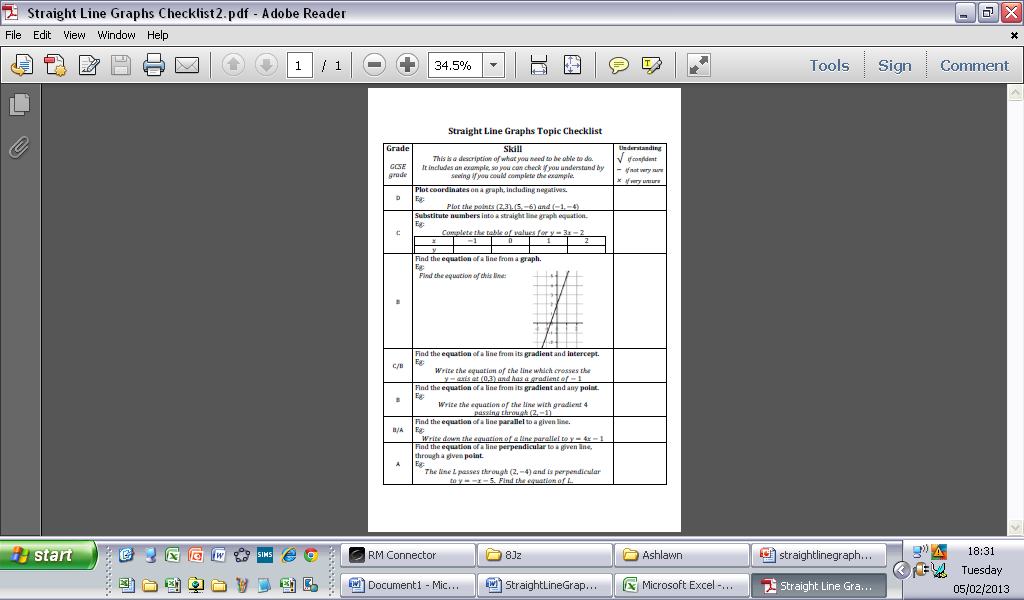 Straight Line Graphs Checklist2.pdf - Adobe Reader
File Edit View Window Help
1 / 1 34.5% Tools Sign Comment
Straight Line Graphs Topic Checklist
Grade Skill Understanding
GCSE grade
This is a description of what you need to be able to do.
It includes an example, so you can check if you understand by
seeing if you could complete the example.
√ if confident
– if not very sure
× if very unsure
D
Plot coordinates on a graph, including negatives.
Eg:
Plot the points (2,3), (5, −6) and (−1, −4)
C
Substitute numbers into a straight line graph equation.
Eg:
Complete the table of values for y = 3x − 2
x −1 0 1 2
y
B
Find the equation of a line from a graph.
Eg:
Find the equation of this line:
C/B
Find the equation of a line from its gradient and intercept.
Eg:
Write the equation of the line which crosses the
y − axis at (0,3) and has a gradient of − 1
B
Find the equation of a line from its gradient and any point.
Eg:
Write the equation of the line with gradient 4
passing through (2, −1)
B/A
Find the equation of a line parallel to a given line.
Eg:
Write down the equation of a line parallel to y = 4x − 1
A
Find the equation of a line perpendicular to a given line,
through a given point.
Eg:
The line L passes through (2, −4) and is perpendicular
to y = −x − 5. Find the equation of L.
start
SIMS
RM Connector
8Jz
Ashlawn
straightlinegraph...
18:31
Document1 - Mic...
StraightLineGrap...
Microsoft Excel -...
Straight Line Gra...
Tuesday
05/02/2013